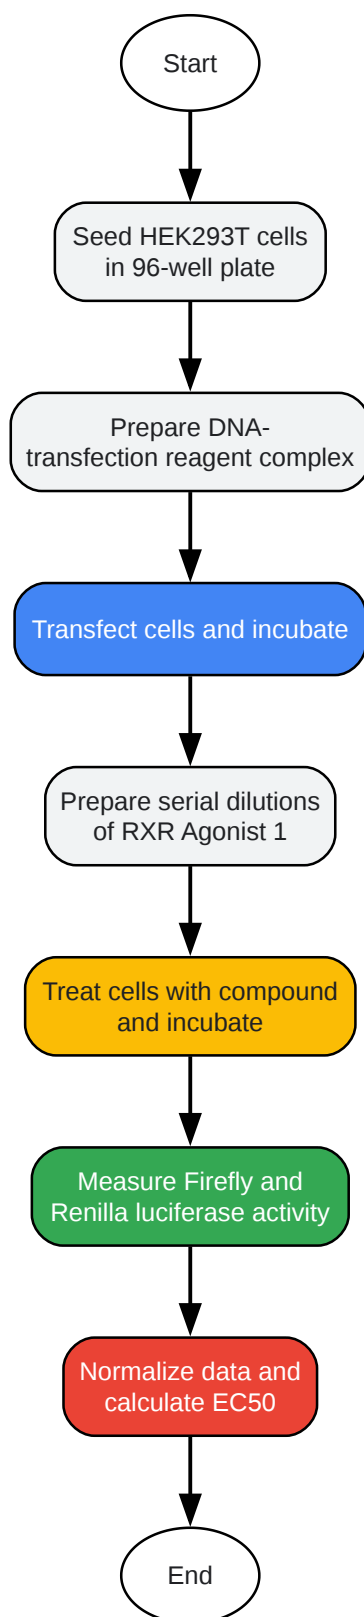 Start
Seed HEK293T cells
in 96-well plate
Prepare DNA-
transfection reagent complex
Transfect cells and incubate
Prepare serial dilutions
of RXR Agonist 1
Treat cells with compound
and incubate
Measure Firefly and
Renilla luciferase activity
Normalize data and
calculate EC50
End